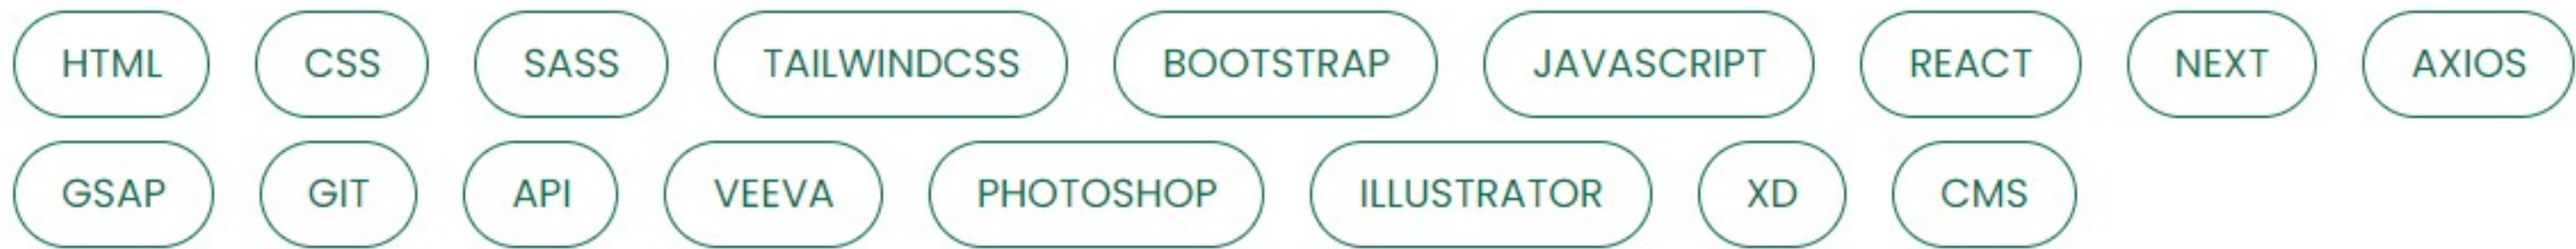 HTML CSS SASS TAILWINDCSS BOOTSTRAP JAVASCRIPT REACT NEXT AXIOS
GSAP GIT API VEEVA PHOTOSHOP ILLUSTRATOR XD CMS